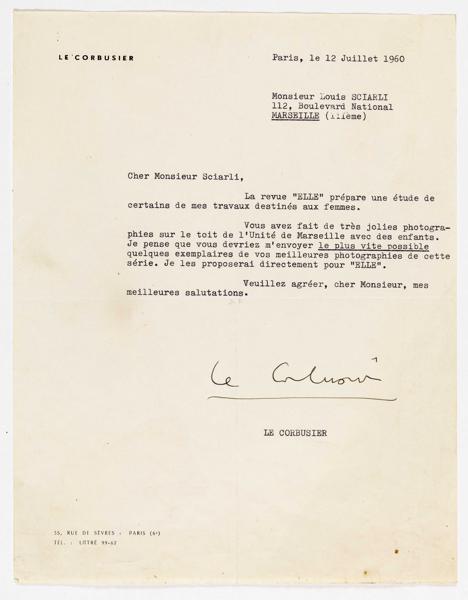 LE CORBUSIER
Paris, le 12 Juillet 1960
Monsieur Louis SCIARLI
112, Boulevard National
MARSEILLE (IIIème)
Cher Monsieur Sciarli,
La revue "ELLE" prépare une étude de
certains de mes travaux destinés aux femmes.
Vous avez fait de très jolies photogra-
phies sur le toit de l'Unité de Marseille avec des enfants.
Je pense que vous devriez m'envoyer le plus vite possible
quelques exemplaires de vos meilleures photographies de cette
série. Je les proposerai directement pour "ELLE".
Veuillez agréer, cher Monsieur, mes
meilleures salutations.
Le Corbusier
LE CORBUSIER
35, RUE DE SÈVRES : PARIS (6e)
TÉL. : LITTRÉ 99-62